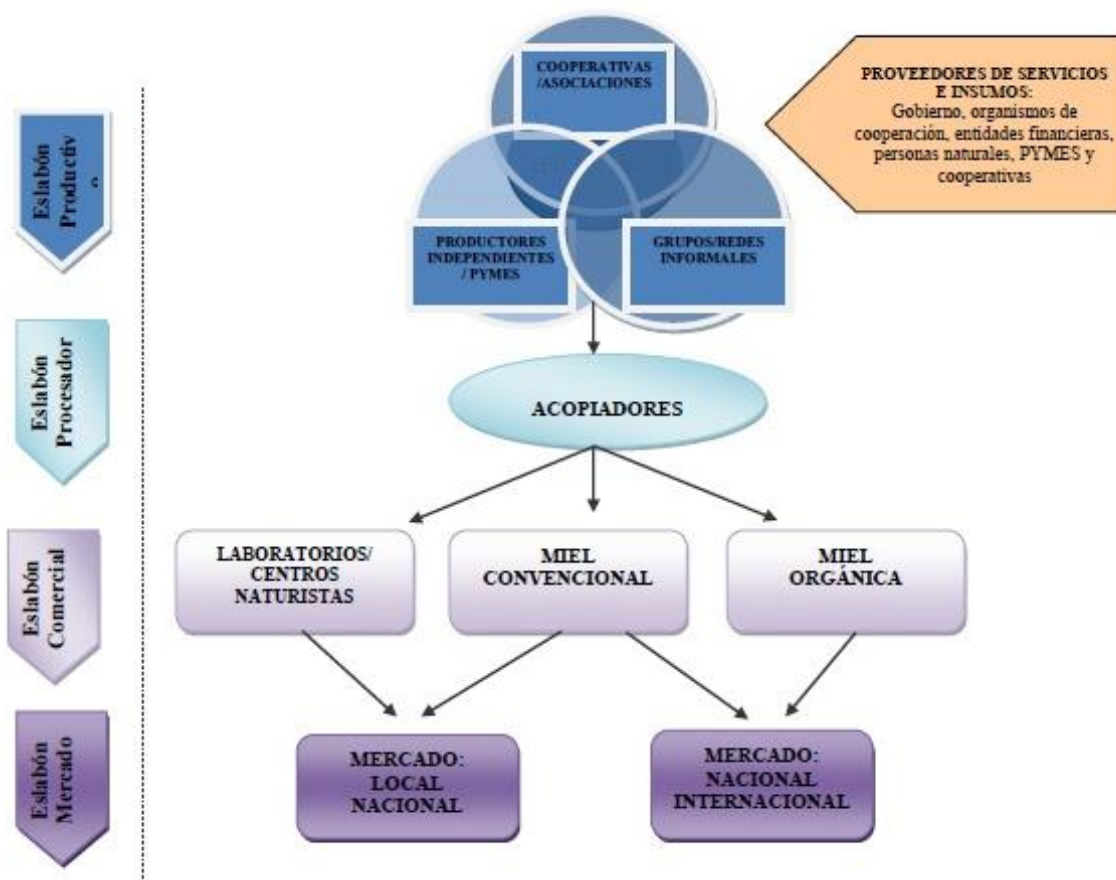 COOPERATIVAS
/ASOCIACIONES
PROVEEDORES DE SERVICIOS
E INSUMOS:
Gobierno, organismos de
cooperación, entidades financieras,
personas naturales, PYMES y
cooperativas
Eslabón
Productiv
PRODUCTORES
INDEPENDIENTES
/ PYMES
GRUPOS/REDES
INFORMALES
Eslabón
Procesador
ACOPIADORES
Eslabón
Comercial
LABORATORIOS/
CENTROS
NATURISTAS
MIEL
CONVENCIONAL
MIEL
ORGÁNICA
Eslabón
Mercado
MERCADO:
LOCAL
NACIONAL
MERCADO:
NACIONAL
INTERNACIONAL